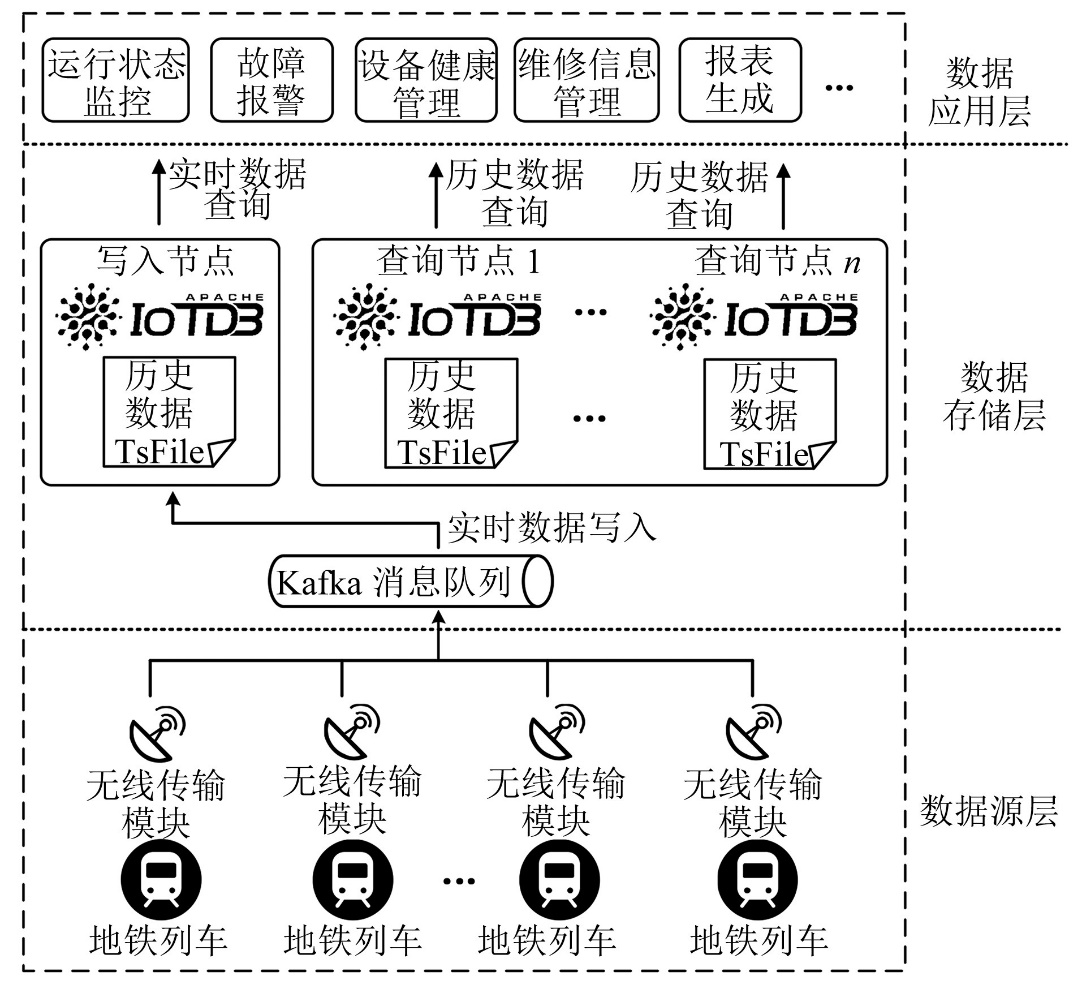 运行状态
监控
故障
报警
设备健康
管理
维修信息
管理
报表
生成
...
数据
应用层
实时数据
查询
历史数据
查询
历史数据
查询
写入节点
APACHE
IoTDB
历史
数据
TsFile
查询节点 1
APACHE
IoTDB
历史
数据
TsFile
...
...
查询节点 n
APACHE
IoTDB
历史
数据
TsFile
数据
存储层
实时数据写入
Kafka 消息队列
无线传输
模块
无线传输
模块
无线传输
模块
无线传输
模块
数据源层
地铁列车
地铁列车
...
地铁列车
地铁列车